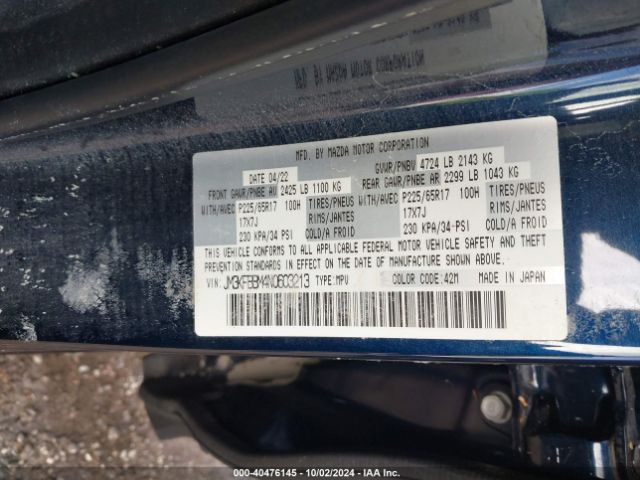 MFD. BY MAZDA MOTOR CORPORATION
DATE 04/22 GVWR/PNBV 4724 LB 2143 KG
FRONT GAWR/PNBE AV 2425 LB 1100 KG REAR GAWR/PNBE AR 2299 LB 1043 KG
WITH/AVEC P225/65R17 100H TIRES/PNEUS WITH/AVEC P225/65R17 100H TIRES/PNEUS
17X7J RIMS/JANTES 17X7J RIMS/JANTES
230 KPA/34 PSI COLD/A FROID 230 KPA/34 PSI COLD/A FROID
THIS VEHICLE CONFORMS TO ALL APPLICABLE FEDERAL MOTOR VEHICLE SAFETY AND THEFT
PREVENTION STANDARDS IN EFFECT ON THE DATE OF MANUFACTURE SHOWN ABOVE.
VIN: JM3KFBBM4N0603213 TYPE:MPV COLOR CODE:42M MADE IN JAPAN
000-40476145 - 10/02/2024 - IAA Inc.